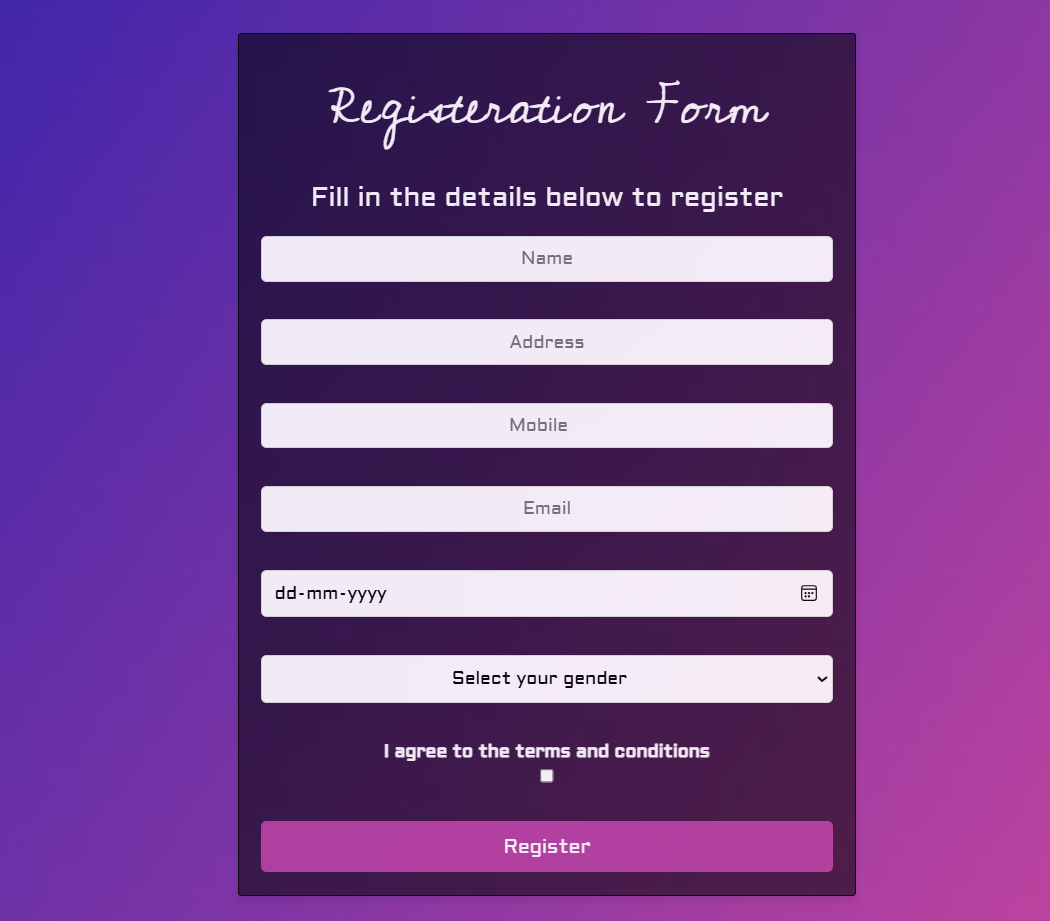 Registeration Form
Fill in the details below to register
Name
Address
Mobile
Email
dd-mm-yyyy
Select your gender
I agree to the terms and conditions
Register